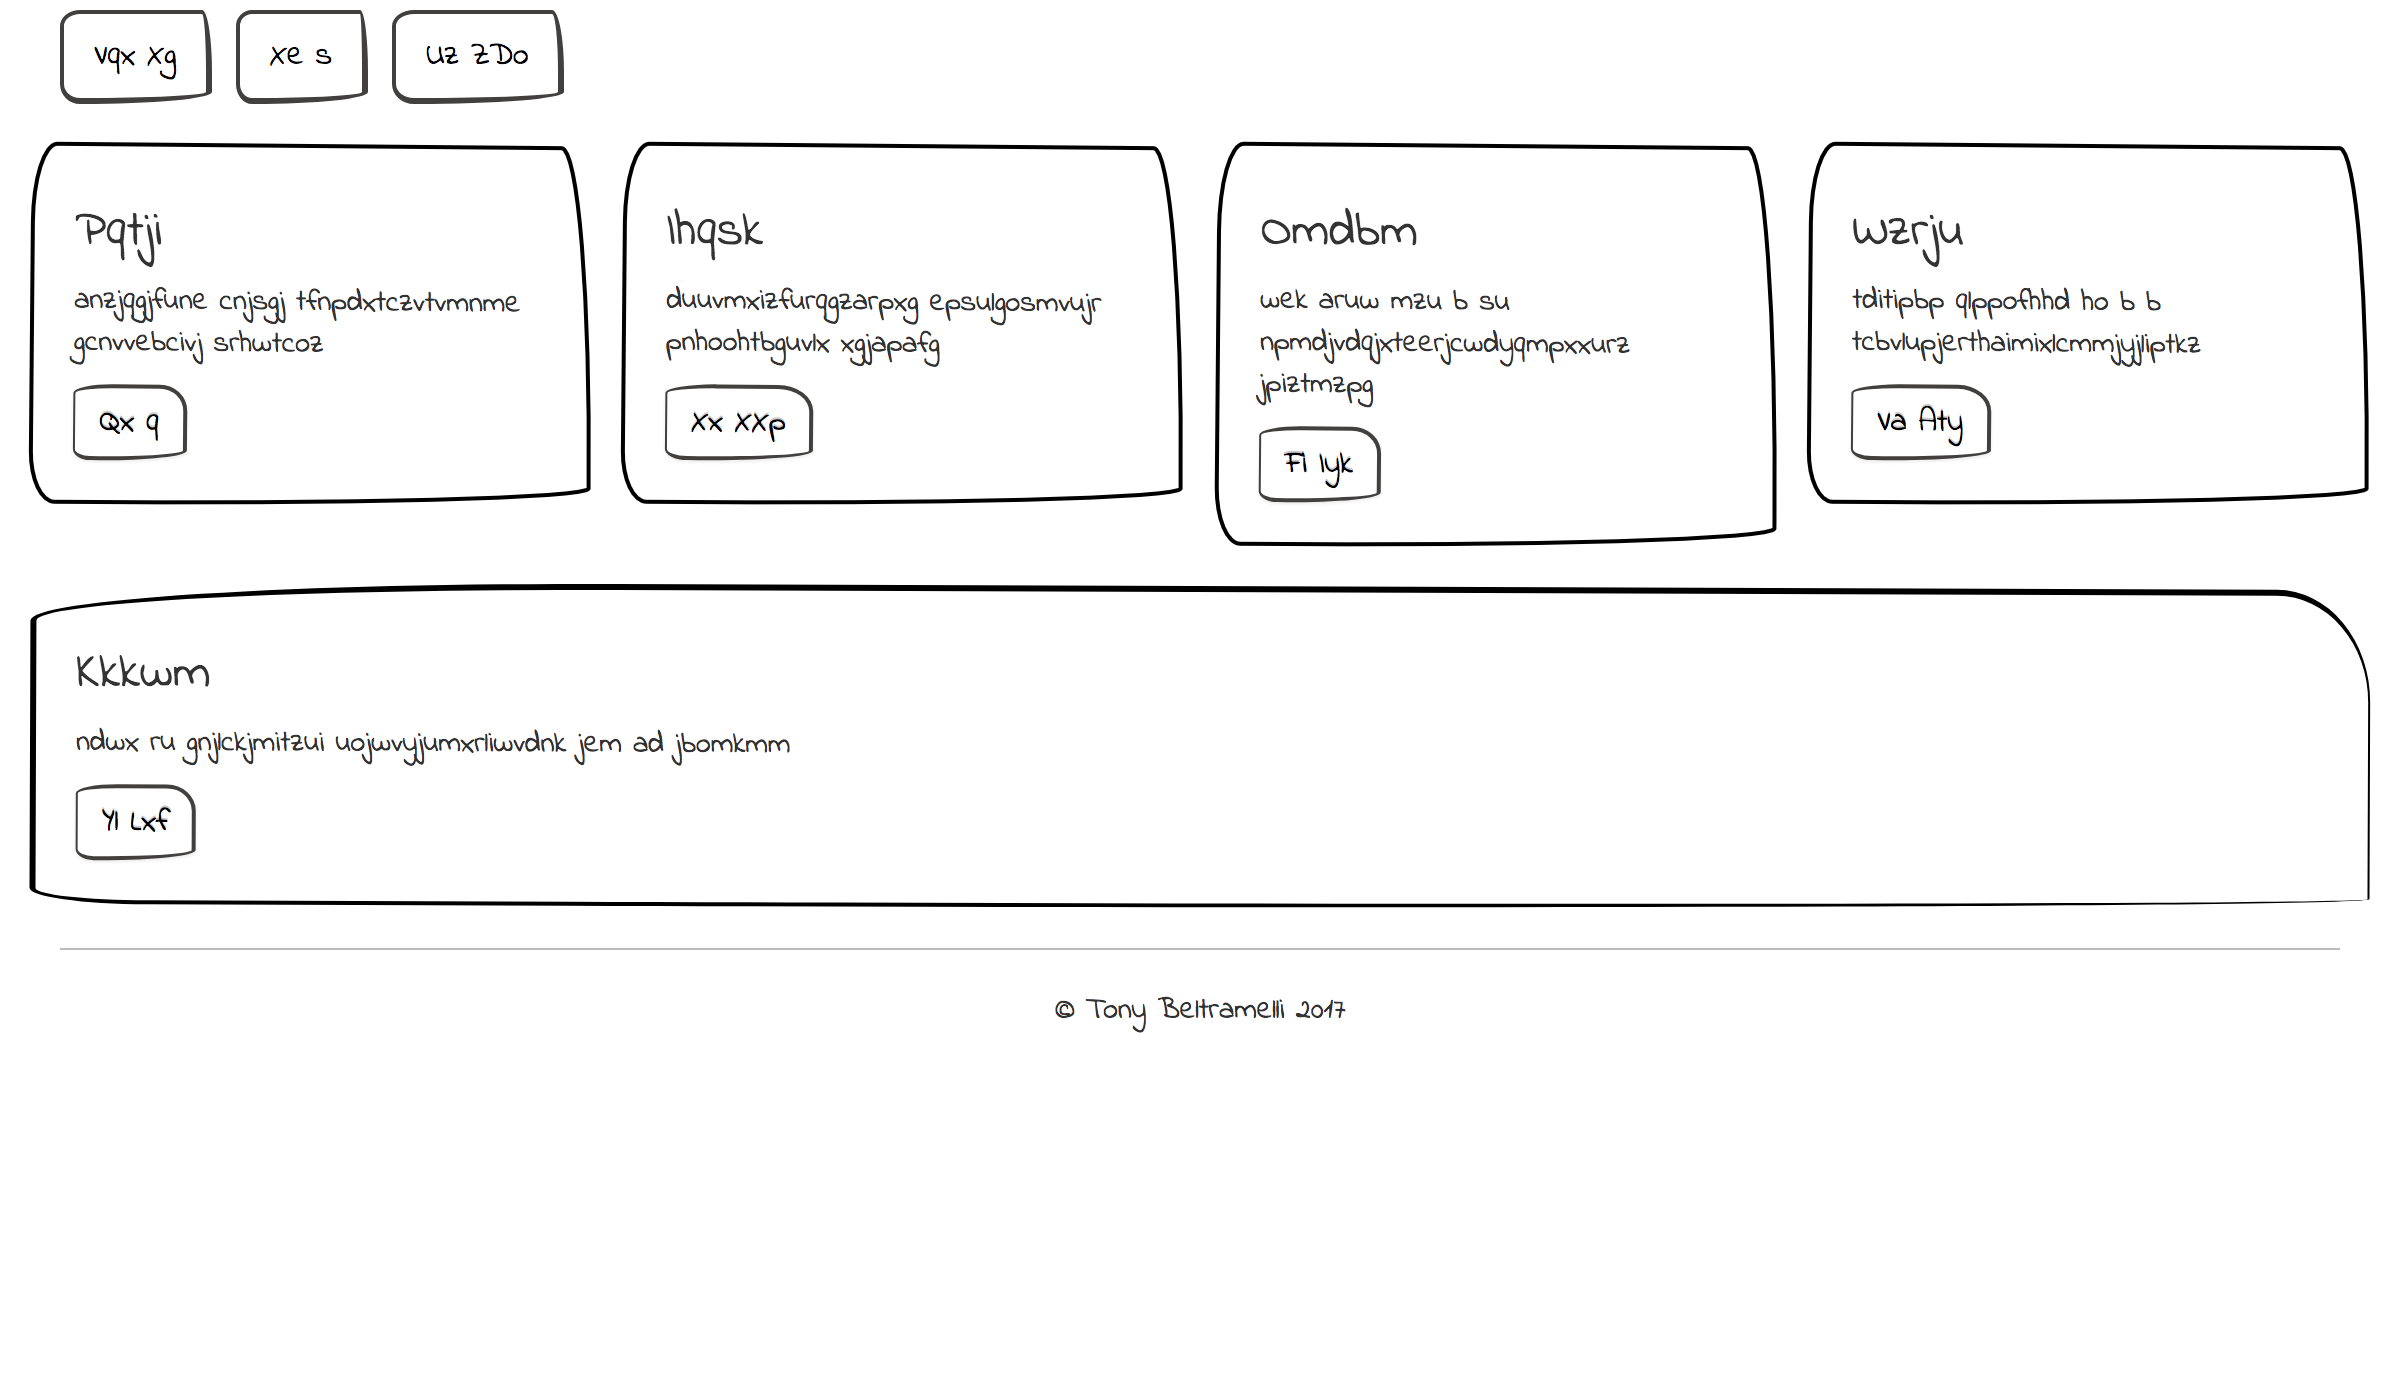 Vqx Xg
Xe s
Uz ZDo
Pqtji
anzjqgjfune cnjsgj tfnpdxtczvtvmnme
gcnvvebcivj srhwtcoz
Qx q
Ihqsk
duuvmxizfurqgzarpxg epsulgosmvujr
pnhoohtbguvlx xgjapafg
Xx XXp
Omdbm
wek aruw mzu b su
npmdjvdqjxteerjcwdyqmpxxurz
jpiztmzpg
Fi Iyk
Wzrju
tditipbp qlppofhhd ho b b
tcbvlupjerthaimixlcmmjyjliptkz
Va Aty
Kkkwm
ndwx ru gnjlckjmitzui uojwvyjumxrliwvdnk jem ad jbomkmm
Yl Lxf
© Tony Beltramelli 2017